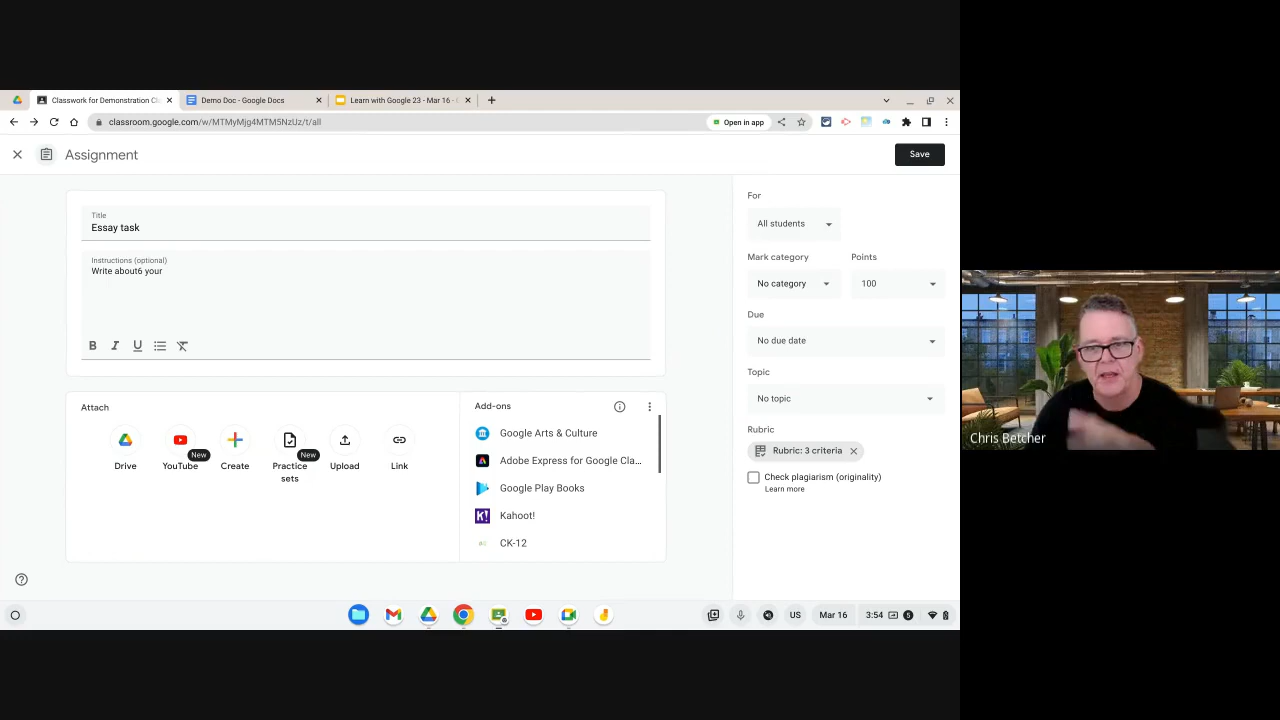 Classwork for Demonstration Cl
Demo Doc - Google Docs
Learn with Google 23 - Mar 16 -
classroom.google.com/w/MTMyMjg4MTM5NzUz/t/all
Open in app
Assignment
Save
Title
Essay task
Instructions (optional)
Write about6 your
B I U
Attach
Drive
YouTube
New
Create
Practice sets
New
Upload
Link
Add-ons
Google Arts & Culture
Adobe Express for Google Cla...
Google Play Books
Kahoot!
CK-12
For
All students
Mark category
Points
No category
100
Due
No due date
Topic
No topic
Rubric
Rubric: 3 criteria
Check plagiarism (originality)
Learn more
US
Mar 16
3:54
Chris Betcher